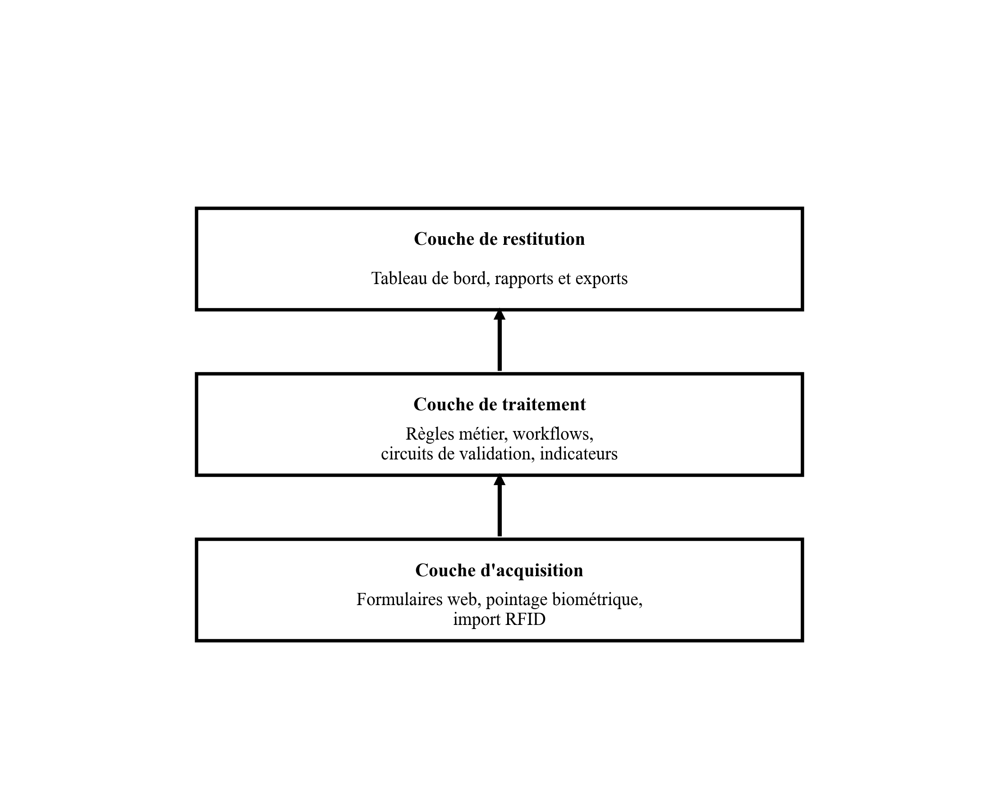 Couche de restitution
Tableau de bord, rapports et exports
Couche de traitement
Règles métier, workflows,
circuits de validation, indicateurs
Couche d'acquisition
Formulaires web, pointage biométrique,
import RFID